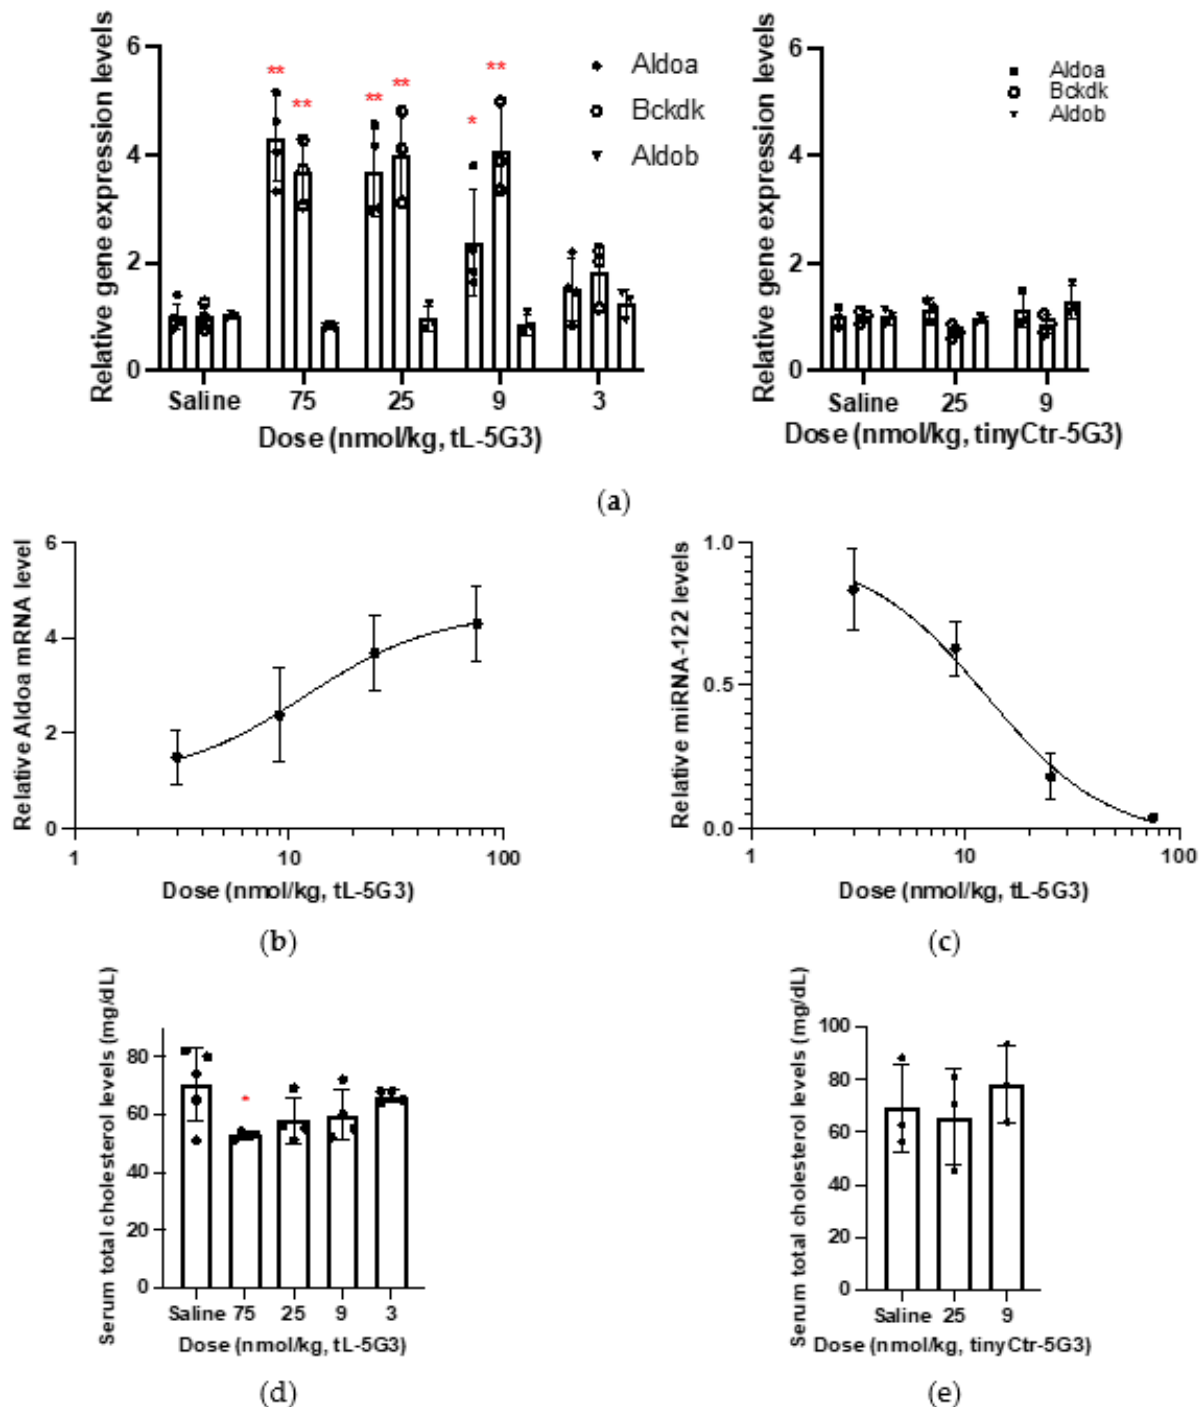 Relative gene expression levels
6
4
2
0
** ** ** ** * **
Aldoa
Bckdk
Aldob
Saline 75 25 9 3
Dose (nmol/kg, tL-5G3)
Relative gene expression levels
6
4
2
0
Aldoa
Bckdk
Aldob
Saline 25 9
Dose (nmol/kg, tinyCtr-5G3)
(a)
Relative Aldoa mRNA level
6
4
2
0
1 10 100
Dose (nmol/kg, tL-5G3)
(b)
Relative miRNA-122 levels
1.0
0.5
0.0
1 10 100
Dose (nmol/kg, tL-5G3)
(c)
Serum total cholesterol levels (mg/dL)
80
60
40
20
0
*
Saline 75 25 9 3
Dose (nmol/kg, tL-5G3)
(d)
Serum total cholesterol levels (mg/dL)
100
80
60
40
20
0
Saline 25 9
Dose (nmol/kg, tinyCtr-5G3)
(e)